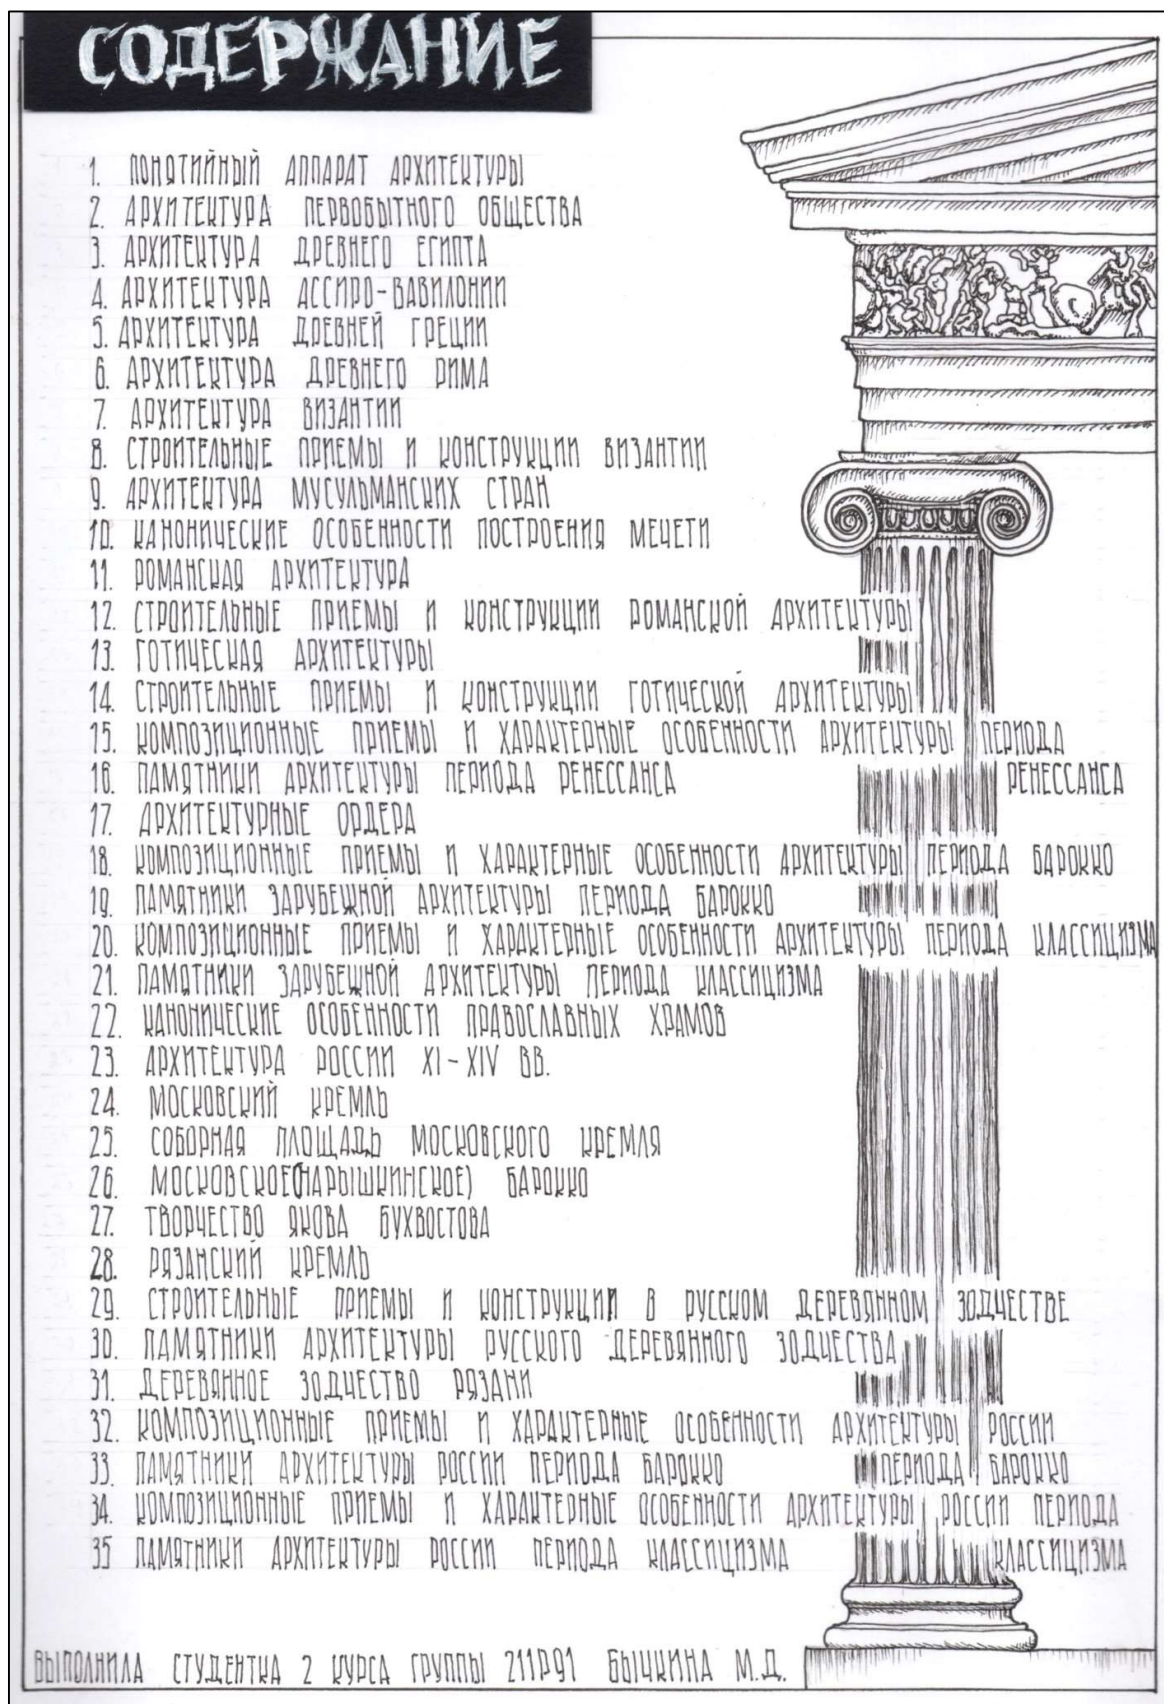 СОДЕРЖАНИЕ
1. ПОНЯТИЙНЫЙ АППАРАТ АРХИТЕКТУРЫ
2. АРХИТЕКТУРА ПЕРВОБЫТНОГО ОБЩЕСТВА
3. АРХИТЕКТУРА ДРЕВНЕГО ЕГИПТА
4. АРХИТЕКТУРА АССИРО-ВАВИЛОНИИ
5. АРХИТЕКТУРА ДРЕВНЕЙ ГРЕЦИИ
6. АРХИТЕКТУРА ДРЕВНЕГО РИМА
7. АРХИТЕКТУРА ВИЗАНТИИ
8. СТРОИТЕЛЬНЫЕ ПРИЕМЫ И КОНСТРУКЦИИ ВИЗАНТИИ
9. АРХИТЕКТУРА МУСУЛЬМАНСКИХ СТРАН
10. КАНОНИЧЕСКИЕ ОСОБЕННОСТИ ПОСТРОЕНИЯ МЕЧЕТИ
11. РОМАНСКАЯ АРХИТЕКТУРА
12. СТРОИТЕЛЬНЫЕ ПРИЕМЫ И КОНСТРУКЦИИ РОМАНСКОЙ АРХИТЕКТУРЫ
13. ГОТИЧЕСКАЯ АРХИТЕКТУРЫ
14. СТРОИТЕЛЬНЫЕ ПРИЕМЫ И КОНСТРУКЦИИ ГОТИЧЕСКОЙ АРХИТЕКТУРЫ
15. КОМПОЗИЦИОННЫЕ ПРИЕМЫ И ХАРАКТЕРНЫЕ ОСОБЕННОСТИ АРХИТЕКТУРЫ ПЕРИОДА
РЕНЕССАНСА
16. ПАМЯТНИКИ АРХИТЕКТУРЫ ПЕРИОДА РЕНЕССАНСА
17. АРХИТЕКТУРНЫЕ ОРДЕРА
18. КОМПОЗИЦИОННЫЕ ПРИЕМЫ И ХАРАКТЕРНЫЕ ОСОБЕННОСТИ АРХИТЕКТУРЫ ПЕРИОДА БАРОККО
19. ПАМЯТНИКИ ЗАРУБЕЖНОЙ АРХИТЕКТУРЫ ПЕРИОДА БАРОККО
20. КОМПОЗИЦИОННЫЕ ПРИЕМЫ И ХАРАКТЕРНЫЕ ОСОБЕННОСТИ АРХИТЕКТУРЫ ПЕРИОДА КЛАССИЦИЗМА
21. ПАМЯТНИКИ ЗАРУБЕЖНОЙ АРХИТЕКТУРЫ ПЕРИОДА КЛАССИЦИЗМА
22. КАНОНИЧЕСКИЕ ОСОБЕННОСТИ ПРАВОСЛАВНЫХ ХРАМОВ
23. АРХИТЕКТУРА РОССИИ XI-XIV ВВ.
24. МОСКОВСКИЙ КРЕМЛЬ
25. СОБОРНАЯ ПЛОЩАДЬ МОСКОВСКОГО КРЕМЛЯ
26. МОСКОВСКОЕ(НАРЫШКИНСКОЕ) БАРОККО
27. ТВОРЧЕСТВО ЯКОВА БУХВОСТОВА
28. РЯЗАНСКИЙ КРЕМЛЬ
29. СТРОИТЕЛЬНЫЕ ПРИЕМЫ И КОНСТРУКЦИИ В РУССКОМ ДЕРЕВЯННОМ ЗОДЧЕСТВЕ
30. ПАМЯТНИКИ АРХИТЕКТУРЫ РУССКОГО ДЕРЕВЯННОГО ЗОДЧЕСТВА
31. ДЕРЕВЯННОЕ ЗОДЧЕСТВО РЯЗАНИ
32. КОМПОЗИЦИОННЫЕ ПРИЕМЫ И ХАРАКТЕРНЫЕ ОСОБЕННОСТИ АРХИТЕКТУРЫ РОССИИ
ПЕРИОДА БАРОККО
33. ПАМЯТНИКИ АРХИТЕКТУРЫ РОССИИ ПЕРИОДА БАРОККО
34. КОМПОЗИЦИОННЫЕ ПРИЕМЫ И ХАРАКТЕРНЫЕ ОСОБЕННОСТИ АРХИТЕКТУРЫ РОССИИ ПЕРИОДА
КЛАССИЦИЗМА
35 ПАМЯТНИКИ АРХИТЕКТУРЫ РОССИИ ПЕРИОДА КЛАССИЦИЗМА
ВЫПОЛНИЛА СТУДЕНТКА 2 КУРСА ГРУППЫ 211Р91 БЫЧКИНА М.Д.